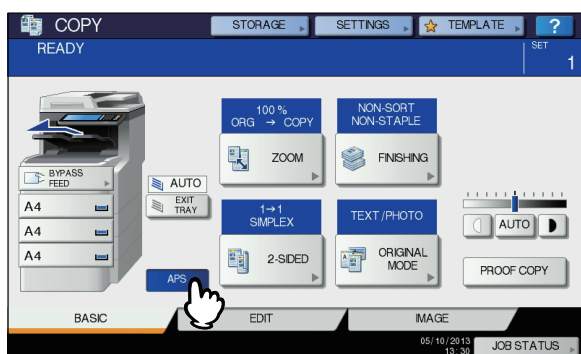 COPY
STORAGE
SETTINGS
TEMPLATE
?
READY
SET
1
100 %
ORG → COPY
NON-SORT
NON-STAPLE
ZOOM
FINISHING
BYPASS
FEED
AUTO
EXIT
TRAY
A4
A4
A4
1→1
SIMPLEX
TEXT/PHOTO
2-SIDED
ORIGINAL
MODE
AUTO
APS
PROOF COPY
BASIC
EDIT
IMAGE
05/10/2013
13:30
JOB STATUS